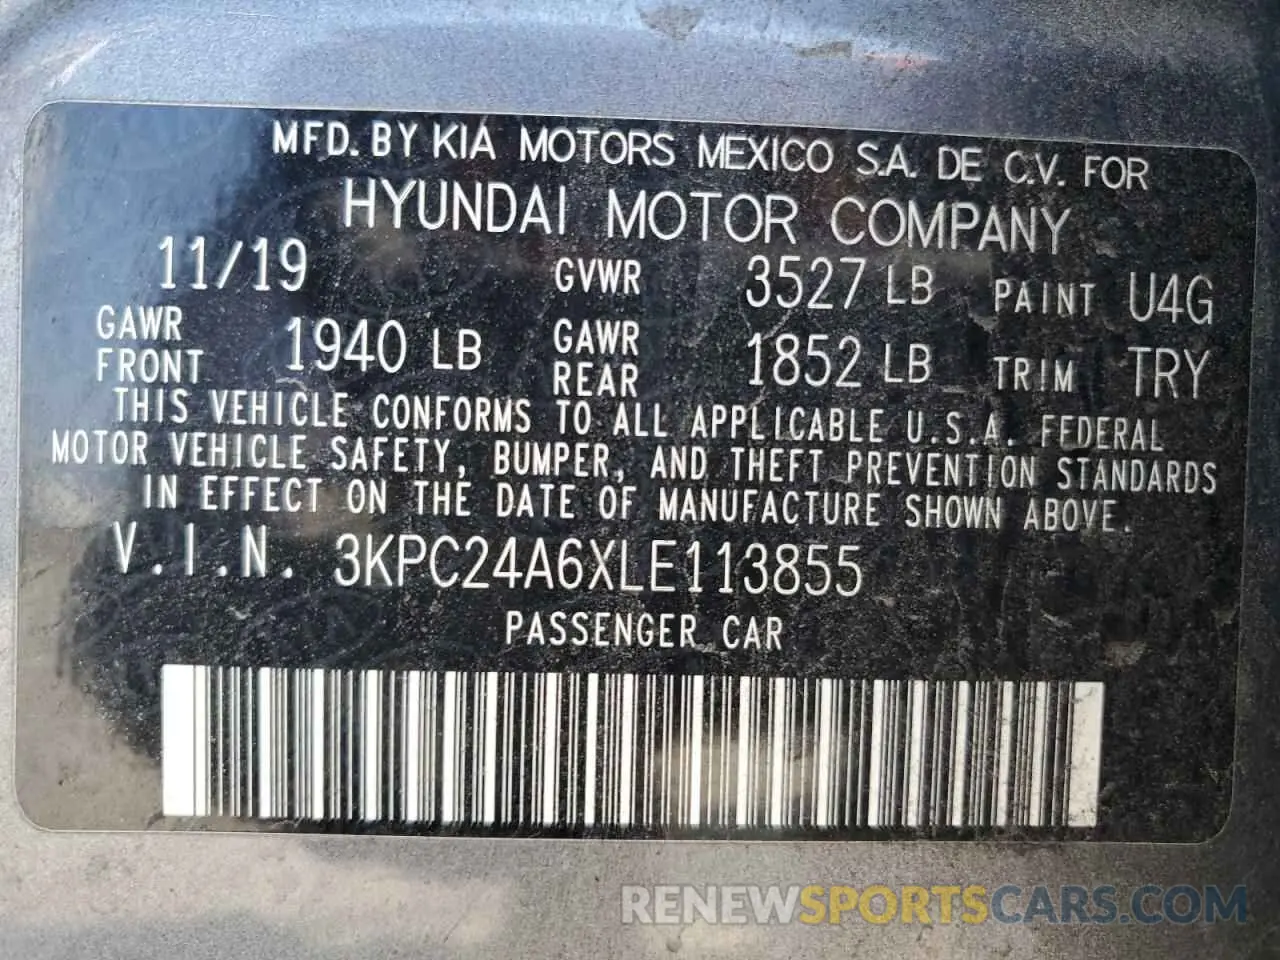 MFD. BY KIA MOTORS MEXICO S.A. DE C.V. FOR
HYUNDAI MOTOR COMPANY
11/19 GVWR 3527 LB PAINT U4G
GAWR FRONT 1940 LB GAWR REAR 1852 LB TRIM TRY
THIS VEHICLE CONFORMS TO ALL APPLICABLE U.S.A. FEDERAL
MOTOR VEHICLE SAFETY, BUMPER, AND THEFT PREVENTION STANDARDS
IN EFFECT ON THE DATE OF MANUFACTURE SHOWN ABOVE.
V.I.N. 3KPC24A6XLE113855
PASSENGER CAR
RENEWSPORTSCARS.COM